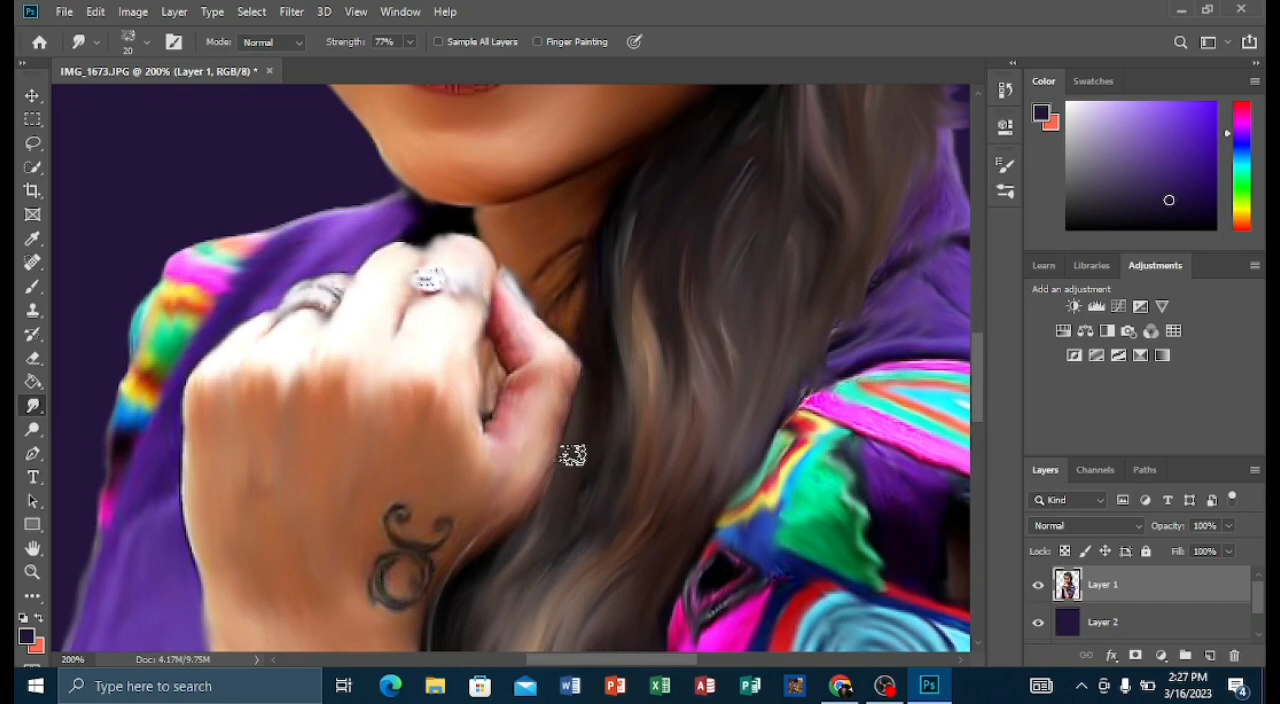 Ps File Edit Image Layer Type Select Filter 3D View Window Help
20 Mode: Normal Strength: 77% Sample All Layers Finger Painting
IMG_1673.JPG @ 200% (Layer 1, RGB/8) * ×
Color Swatches
Learn Libraries Adjustments
Add an adjustment
Layers Channels Paths
Kind
Normal Opacity: 100%
Lock: Fill: 100%
Layer 1
Layer 2
200% Doc: 4.17M/9.75M
Type here to search
2:27 PM
3/16/2023
4